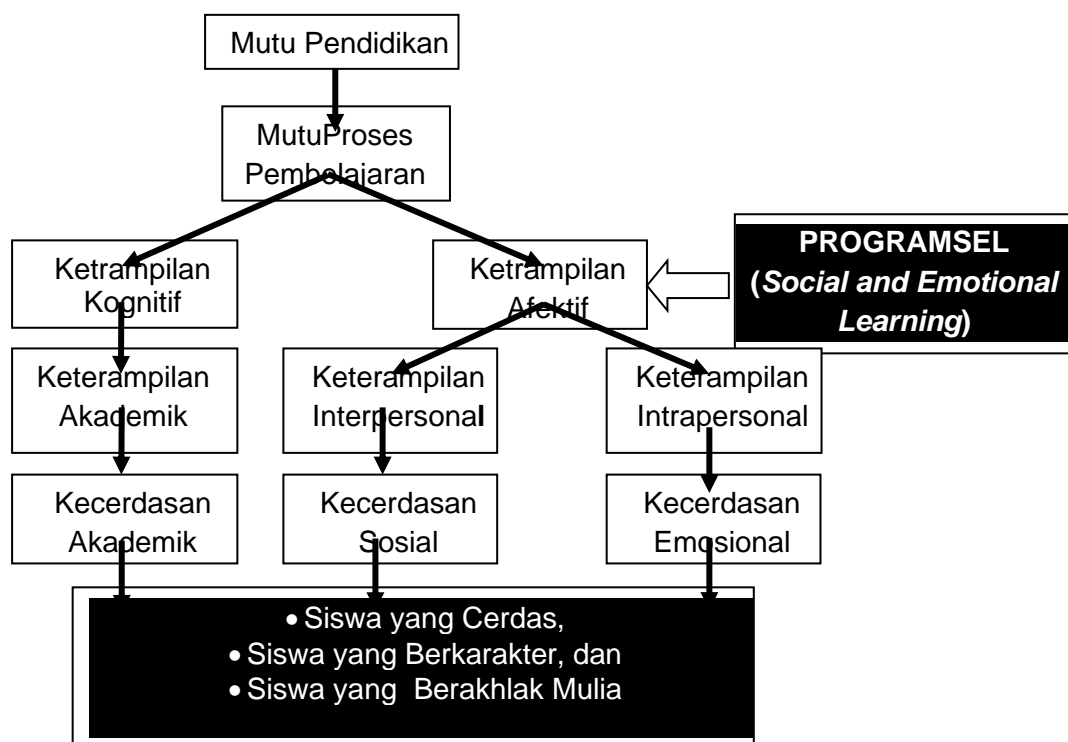 Mutu Pendidikan
MutuProses
Pembelajaran
Ketrampilan
Kognitif
Ketrampilan
Afektif
PROGRAMSEL
(Social and Emotional
Learning)
Keterampilan
Akademik
Keterampilan
Interpersonal
Keterampilan
Intrapersonal
Kecerdasan
Akademik
Kecerdasan
Sosial
Kecerdasan
Emosional
• Siswa yang Cerdas,
• Siswa yang Berkarakter, dan
• Siswa yang Berakhlak Mulia